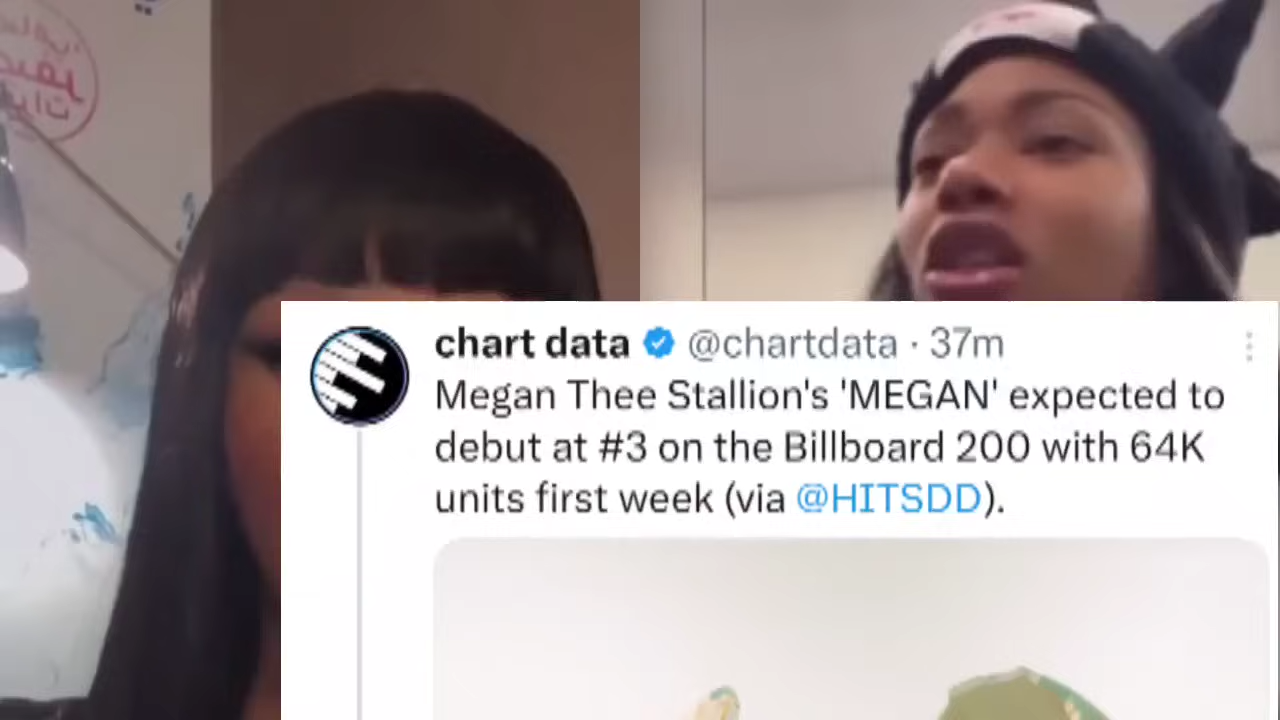 chart data @chartdata · 37m
Megan Thee Stallion's 'MEGAN' expected to
debut at #3 on the Billboard 200 with 64K
units first week (via @HITSDD).